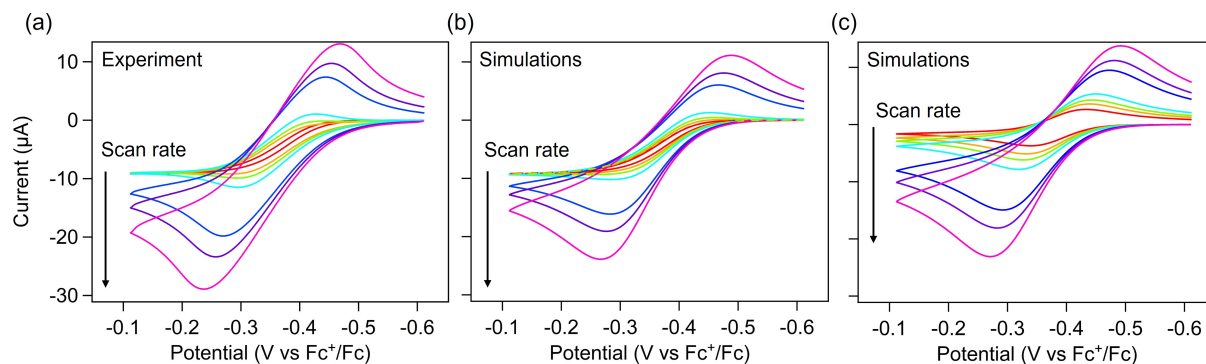 (a)
Experiment
Scan rate
10
0
-10
-20
-30
Current (µA)
-0.1 -0.2 -0.3 -0.4 -0.5 -0.6
Potential (V vs Fc⁺/Fc)
(b)
Simulations
Scan rate
-0.1 -0.2 -0.3 -0.4 -0.5 -0.6
Potential (V vs Fc⁺/Fc)
(c)
Simulations
Scan rate
-0.1 -0.2 -0.3 -0.4 -0.5 -0.6
Potential (V vs Fc⁺/Fc)